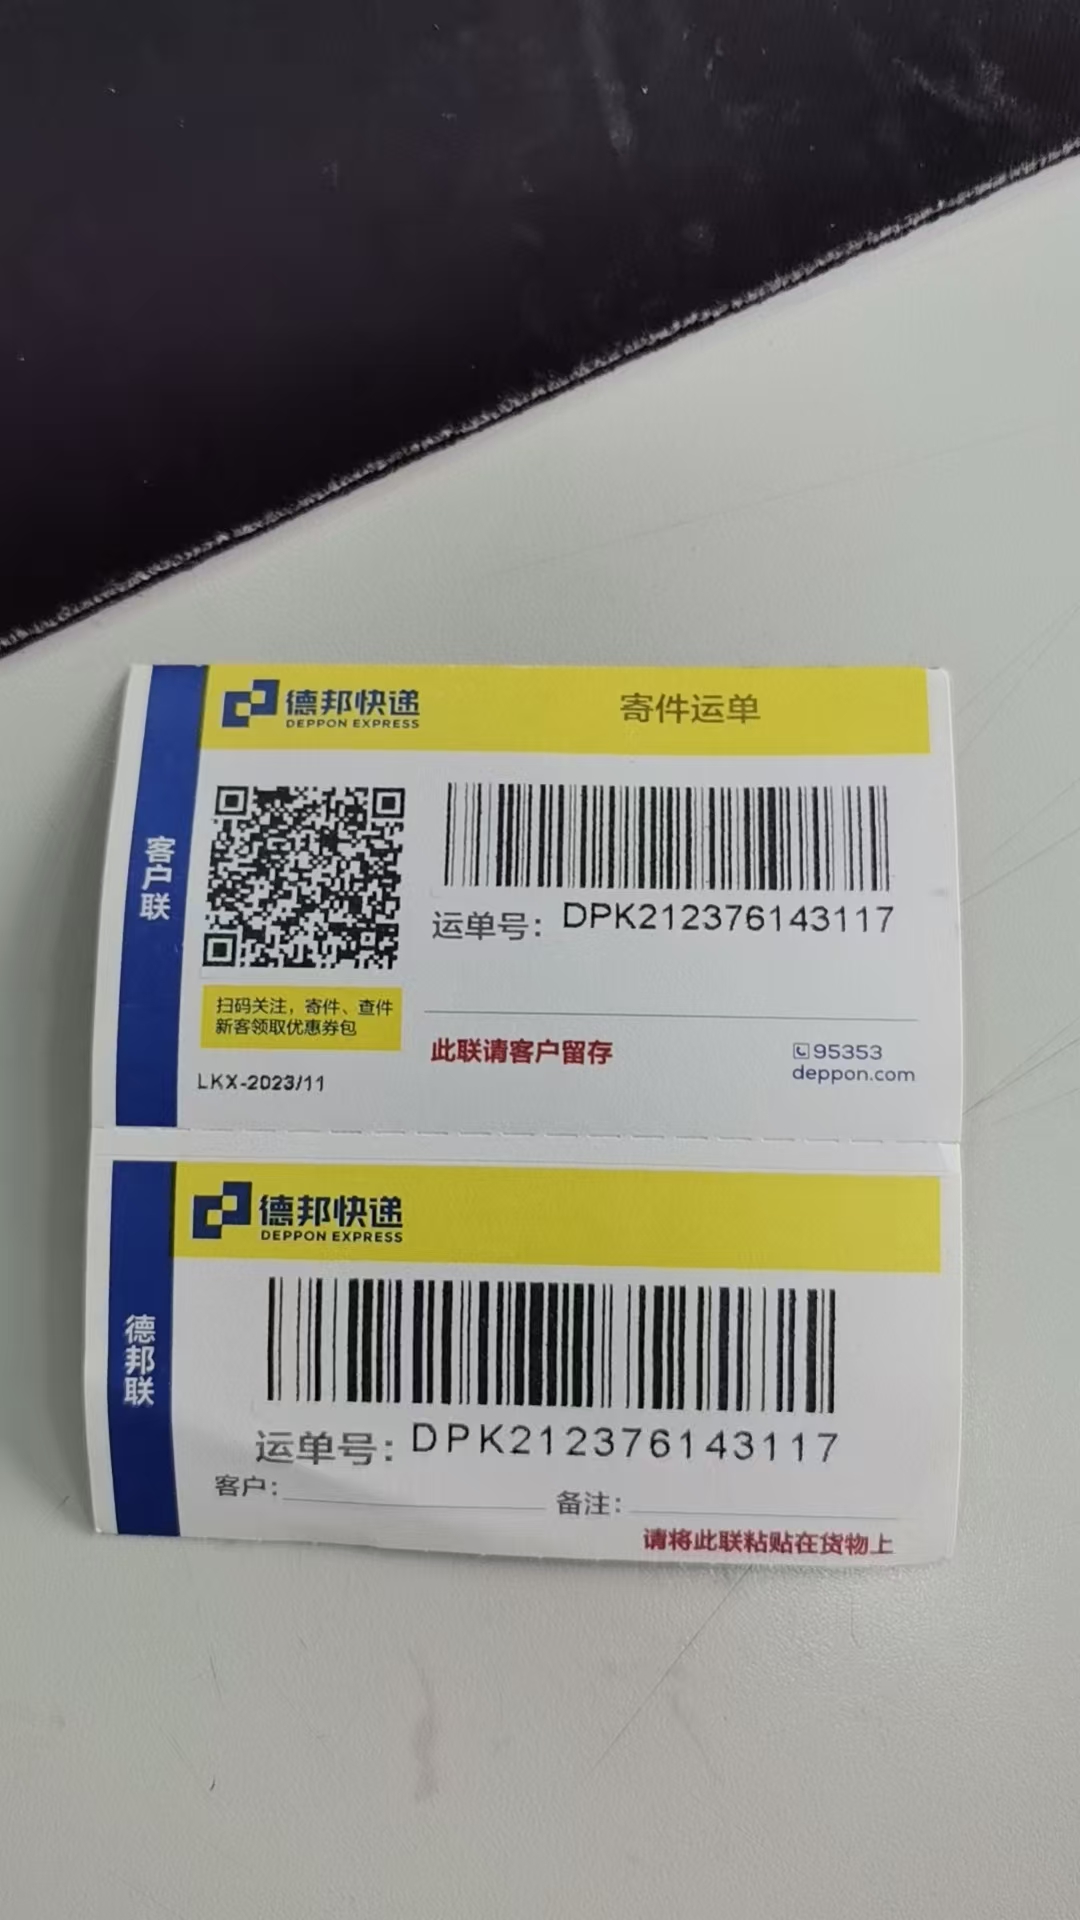 德邦快递
DEPPON EXPRESS
寄件运单
客户联
运单号：DPK212376143117
扫码关注，寄件、查件
新客领取优惠券包
此联请客户留存
95353
deppon.com
LKX-2023/11
德邦快递
DEPPON EXPRESS
德邦联
运单号：DPK212376143117
客户：
备注：
请将此联粘贴在货物上